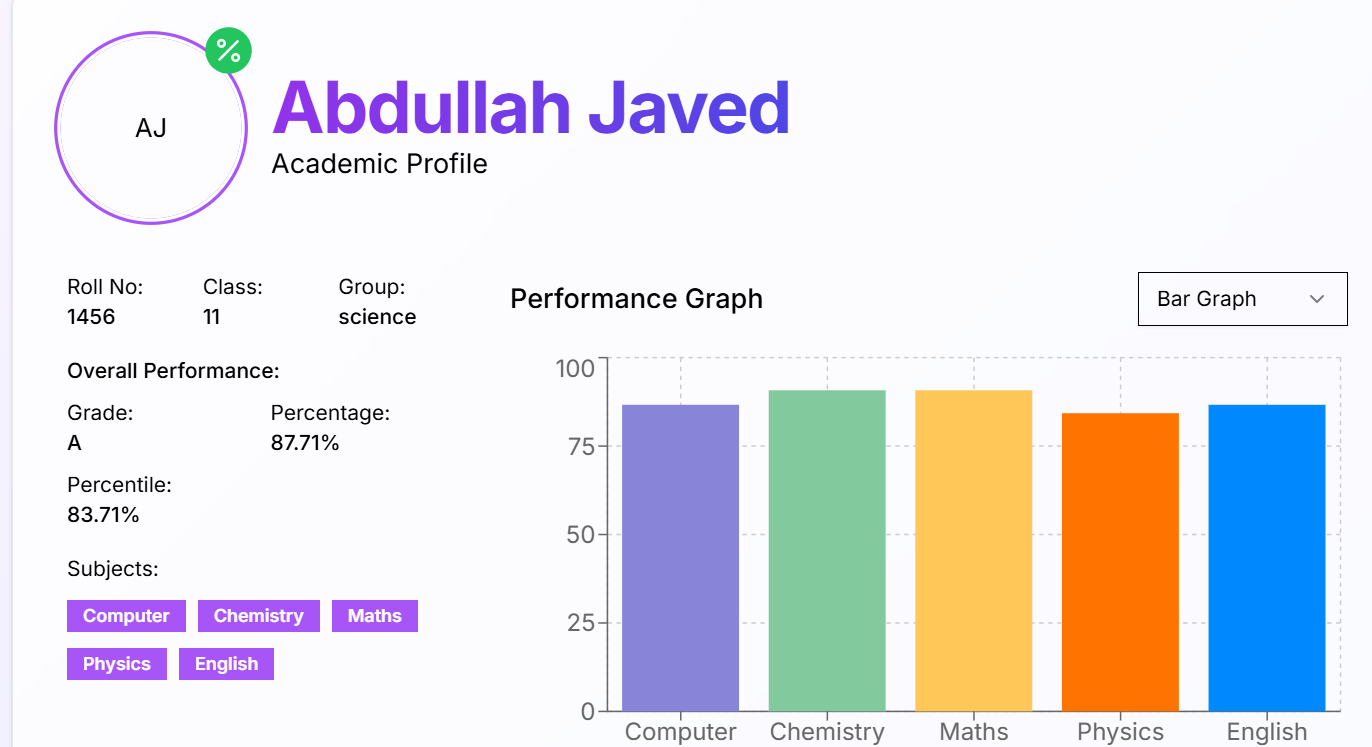 %
AJ
Abdullah Javed
Academic Profile
Roll No:
1456
Class:
11
Group:
science
Overall Performance:
Grade:
A
Percentage:
87.71%
Percentile:
83.71%
Subjects:
Computer
Chemistry
Maths
Physics
English
Performance Graph
Bar Graph
100
75
50
25
0
Computer
Chemistry
Maths
Physics
English